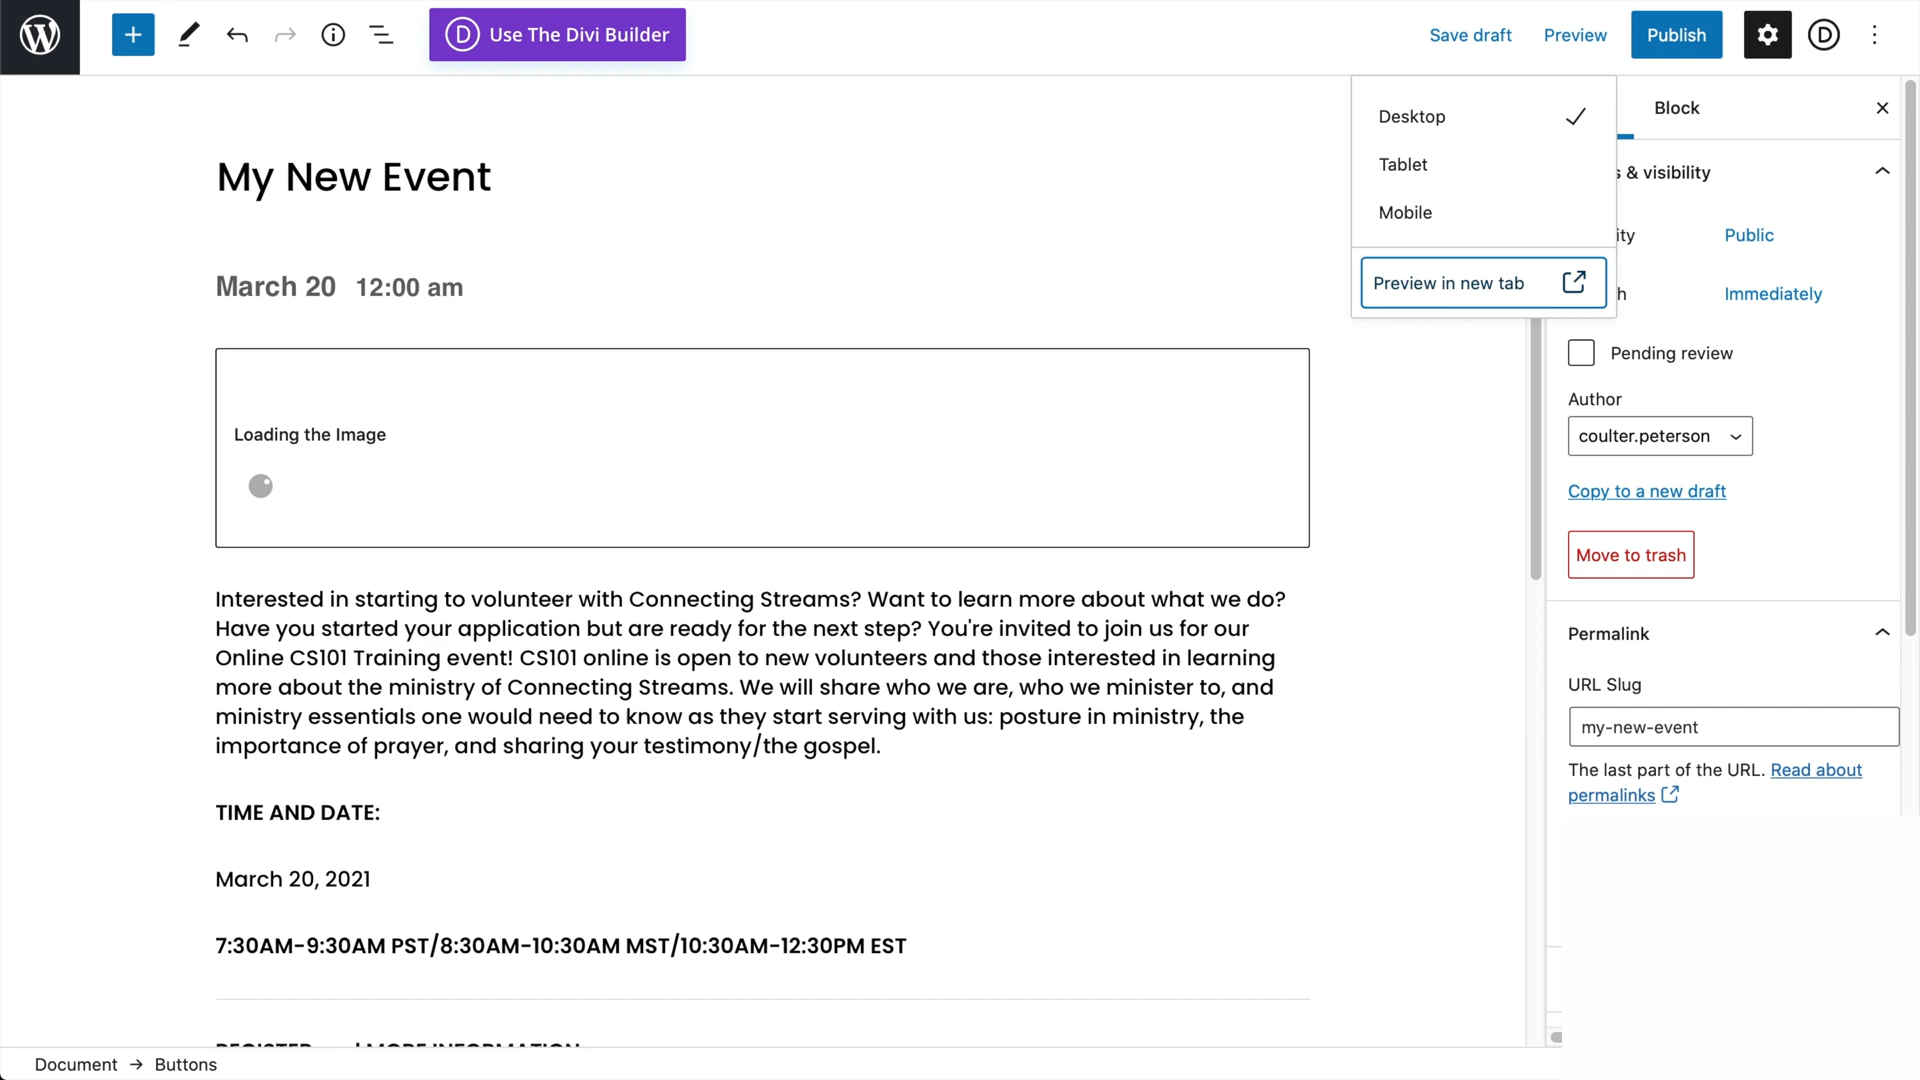 Use The Divi Builder
Save draft
Preview
Publish
Desktop
Tablet
Mobile
Preview in new tab
Block
s & visibility
ity
Public
h
Immediately
Pending review
Author
coulter.peterson
Copy to a new draft
Move to trash
Permalink
URL Slug
my-new-event
The last part of the URL. Read about
permalinks
My New Event
March 20 12:00 am
Loading the Image
Interested in starting to volunteer with Connecting Streams? Want to learn more about what we do?
Have you started your application but are ready for the next step? You're invited to join us for our
Online CS101 Training event! CS101 online is open to new volunteers and those interested in learning
more about the ministry of Connecting Streams. We will share who we are, who we minister to, and
ministry essentials one would need to know as they start serving with us: posture in ministry, the
importance of prayer, and sharing your testimony/the gospel.
TIME AND DATE:
March 20, 2021
7:30AM-9:30AM PST/8:30AM-10:30AM MST/10:30AM-12:30PM EST
REGISTER MORE INFORMATION
Document → Buttons